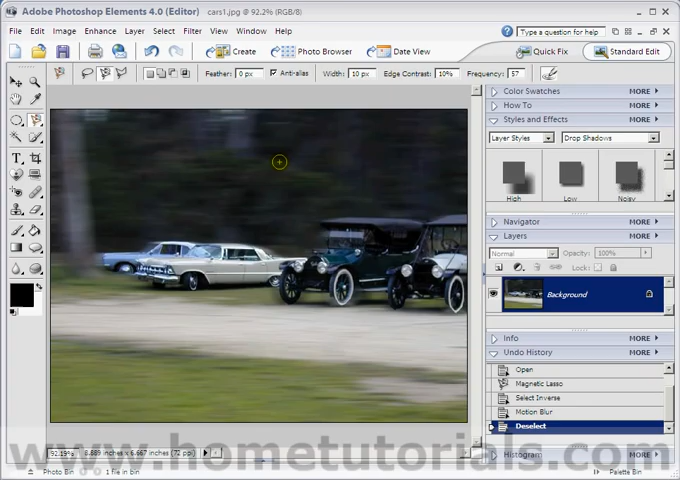 Adobe Photoshop Elements 4.0 (Editor) cars1.jpg @ 92.2% (RGB/8)
File Edit Image Enhance Layer Select Filter View Window Help
Type a question for help
Create Photo Browser Date View Quick Fix Standard Edit
Feather: 0 px Anti-alias Width: 10 px Edge Contrast: 10% Frequency: 57
Color Swatches MORE
How To MORE
Styles and Effects MORE
Layer Styles Drop Shadows
High Low Noisy
Navigator MORE
Layers MORE
Normal Opacity: 100%
Lock:
Background
Info MORE
Undo History MORE
Open
Magnetic Lasso
Select Inverse
Motion Blur
Deselect
Histogram MORE
92.19% 8.889 inches x 6.667 inches (72 ppi)
www.hometutorials.com
Photo Bin 1 file in bin Palette Bin